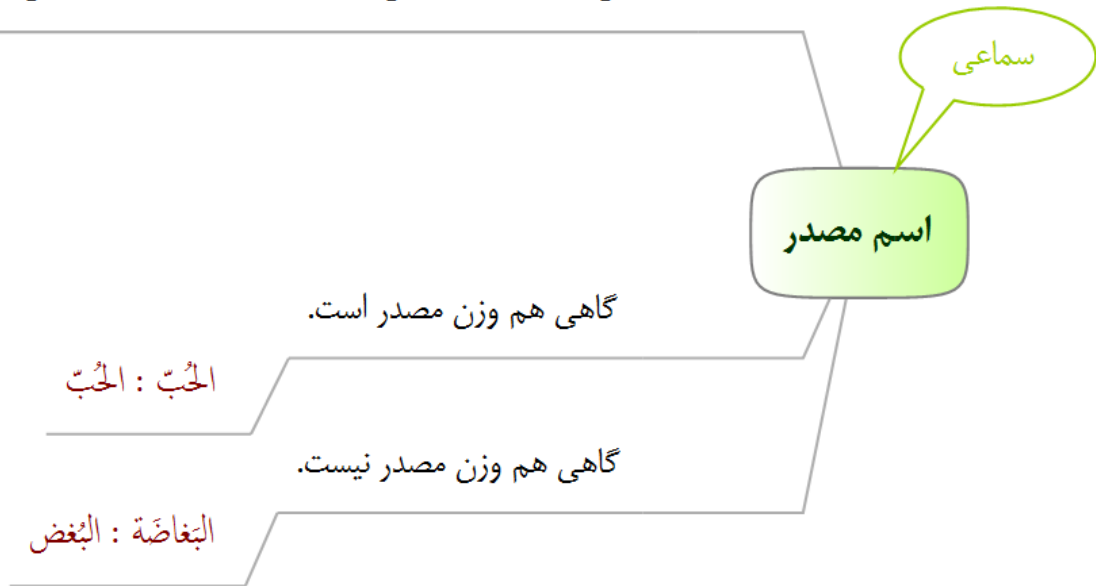 سماعی
اسم مصدر
گاهی هم وزن مصدر است.
الحُبّ : الحُبّ
گاهی هم وزن مصدر نیست.
البَغاضَة : البُغض